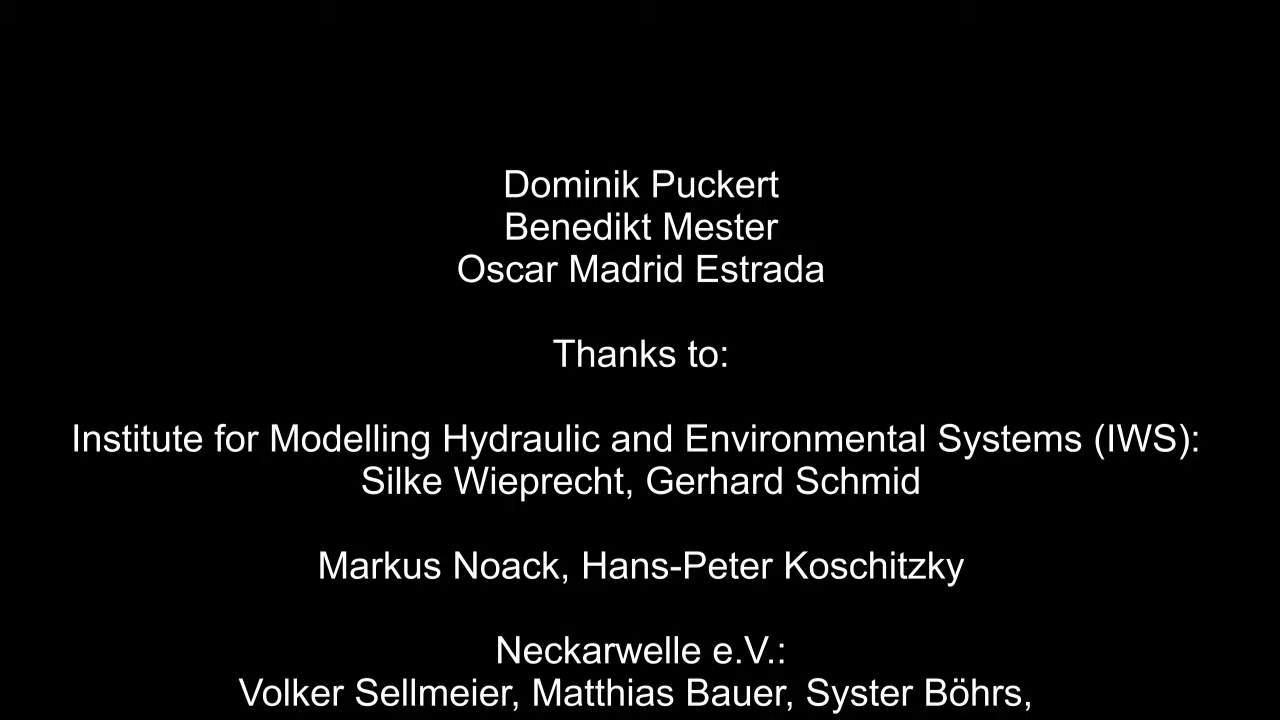 Dominik Puckert
Benedikt Mester
Oscar Madrid Estrada
Thanks to:
Institute for Modelling Hydraulic and Environmental Systems (IWS):
Silke Wieprecht, Gerhard Schmid
Markus Noack, Hans-Peter Koschitzky
Neckarwelle e.V.:
Volker Sellmeier, Matthias Bauer, Syster Böhrs,